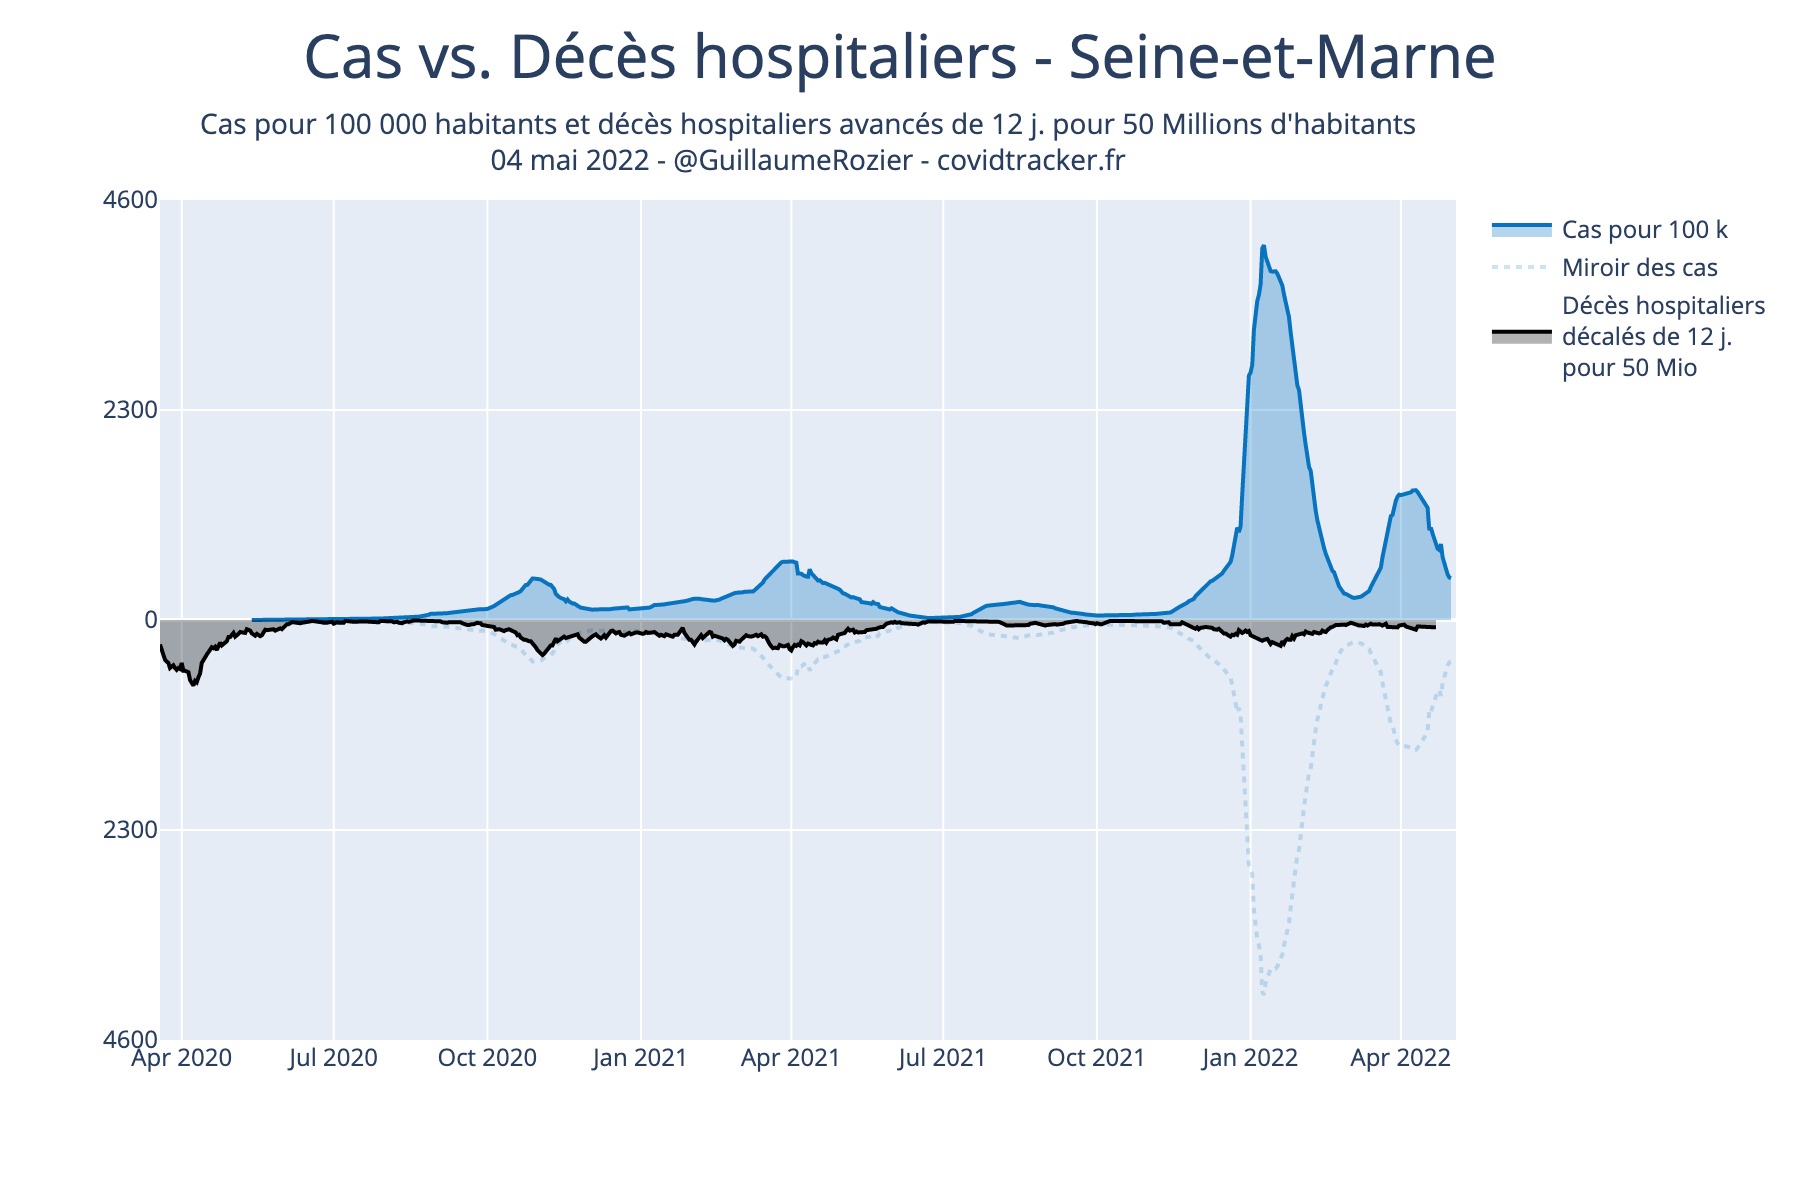 Cas vs. Décès hospitaliers - Seine-et-Marne
Cas pour 100 000 habitants et décès hospitaliers avancés de 12 j. pour 50 Millions d'habitants
04 mai 2022 - @GuillaumeRozier - covidtracker.fr
4600
2300
0
2300
4600
Apr 2020 Jul 2020 Oct 2020 Jan 2021 Apr 2021 Jul 2021 Oct 2021 Jan 2022 Apr 2022
Cas pour 100 k
Miroir des cas
Décès hospitaliers
décalés de 12 j.
pour 50 Mio